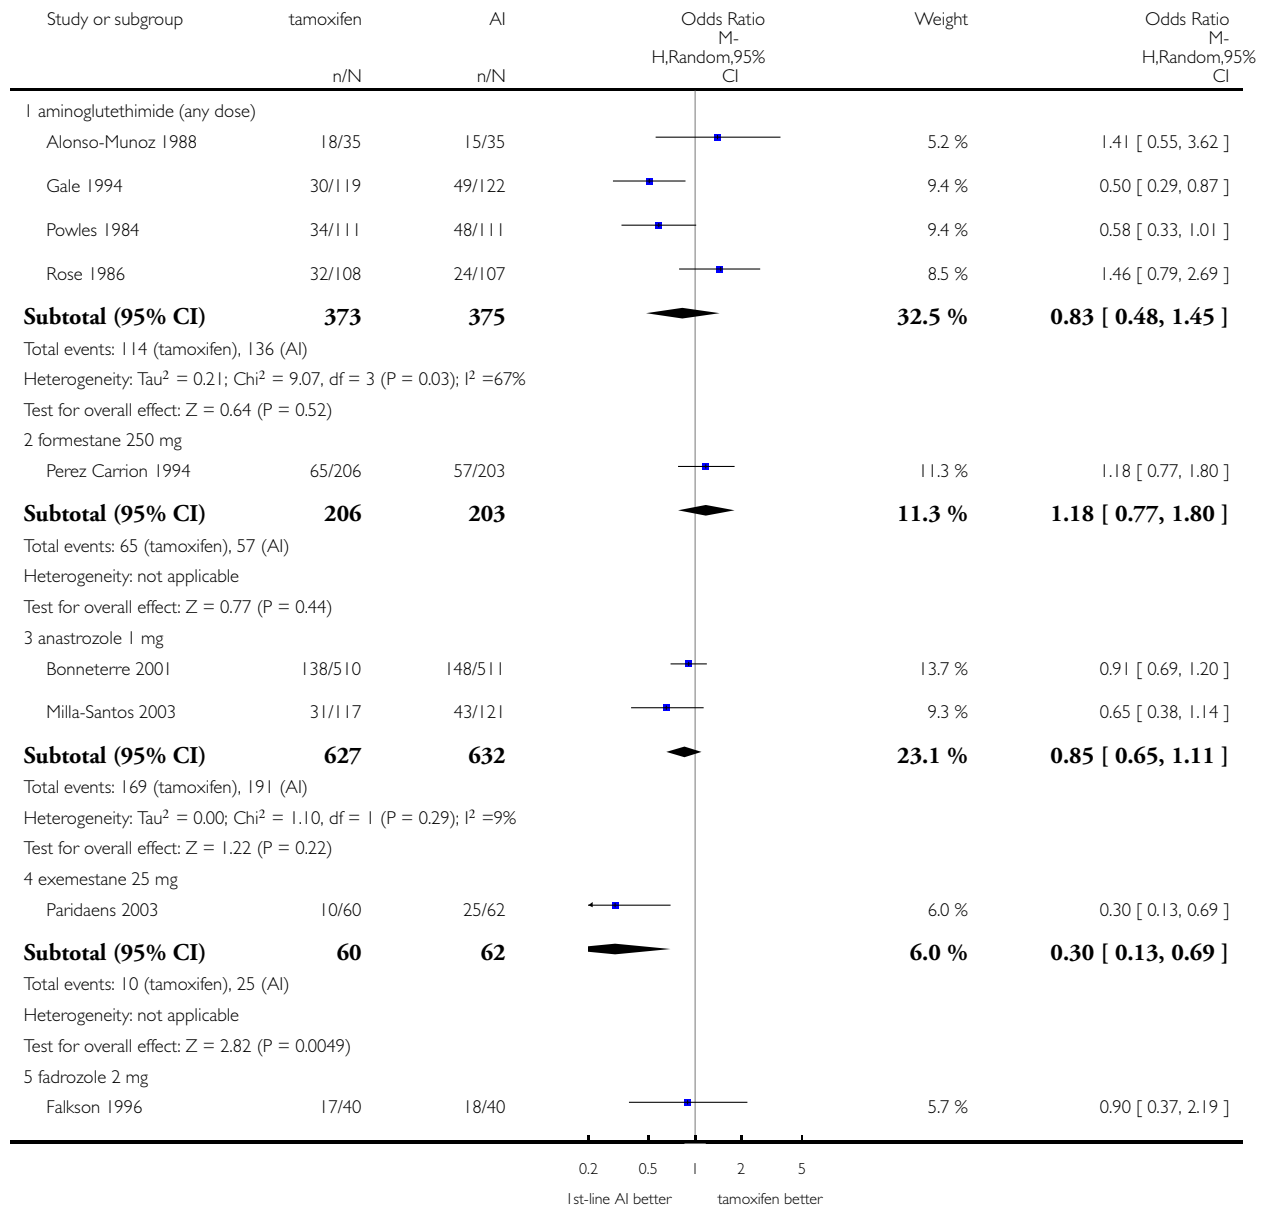 Study or subgroup tamoxifen AI Odds Ratio Weight Odds Ratio
M- M-
H,Random,95% H,Random,95%
n/N n/N CI CI
1 aminoglutethimide (any dose)
Alonso-Munoz 1988 18/35 15/35 5.2 % 1.41 [ 0.55, 3.62 ]
Gale 1994 30/119 49/122 9.4 % 0.50 [ 0.29, 0.87 ]
Powles 1984 34/111 48/111 9.4 % 0.58 [ 0.33, 1.01 ]
Rose 1986 32/108 24/107 8.5 % 1.46 [ 0.79, 2.69 ]
Subtotal (95% CI) 373 375 32.5 % 0.83 [ 0.48, 1.45 ]
Total events: 114 (tamoxifen), 136 (AI)
Heterogeneity: Tau² = 0.21; Chi² = 9.07, df = 3 (P = 0.03); I² =67%
Test for overall effect: Z = 0.64 (P = 0.52)
2 formestane 250 mg
Perez Carrion 1994 65/206 57/203 11.3 % 1.18 [ 0.77, 1.80 ]
Subtotal (95% CI) 206 203 11.3 % 1.18 [ 0.77, 1.80 ]
Total events: 65 (tamoxifen), 57 (AI)
Heterogeneity: not applicable
Test for overall effect: Z = 0.77 (P = 0.44)
3 anastrozole 1 mg
Bonneterre 2001 138/510 148/511 13.7 % 0.91 [ 0.69, 1.20 ]
Milla-Santos 2003 31/117 43/121 9.3 % 0.65 [ 0.38, 1.14 ]
Subtotal (95% CI) 627 632 23.1 % 0.85 [ 0.65, 1.11 ]
Total events: 169 (tamoxifen), 191 (AI)
Heterogeneity: Tau² = 0.00; Chi² = 1.10, df = 1 (P = 0.29); I² =9%
Test for overall effect: Z = 1.22 (P = 0.22)
4 exemestane 25 mg
Paridaens 2003 10/60 25/62 6.0 % 0.30 [ 0.13, 0.69 ]
Subtotal (95% CI) 60 62 6.0 % 0.30 [ 0.13, 0.69 ]
Total events: 10 (tamoxifen), 25 (AI)
Heterogeneity: not applicable
Test for overall effect: Z = 2.82 (P = 0.0049)
5 fadrozole 2 mg
Falkson 1996 17/40 18/40 5.7 % 0.90 [ 0.37, 2.19 ]
0.2 0.5 1 2 5
1st-line AI better tamoxifen better